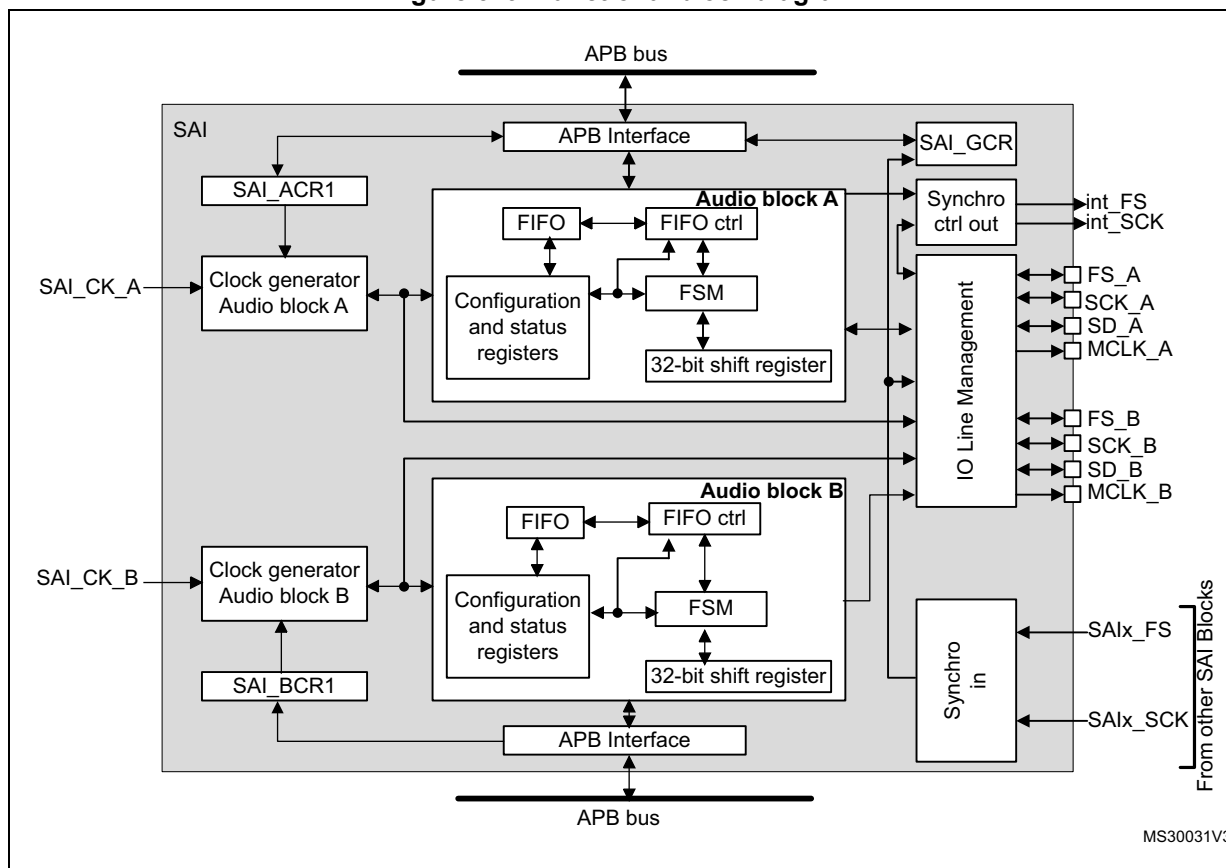 APB bus
SAI
APB Interface
SAI_GCR
SAI_ACR1
Audio block A
Synchro
ctrl out
int_FS
int_SCK
FIFO
FIFO ctrl
SAI_CK_A
Clock generator
Audio block A
Configuration
and status
registers
FSM
32-bit shift register
IO Line Management
FS_A
SCK_A
SD_A
MCLK_A
FS_B
SCK_B
SD_B
MCLK_B
Audio block B
FIFO
FIFO ctrl
SAI_CK_B
Clock generator
Audio block B
Configuration
and status
registers
FSM
32-bit shift register
SAI_BCR1
Synchro
in
SAIx_FS
SAIx_SCK
From other SAI Blocks
APB Interface
APB bus
MS30031V3